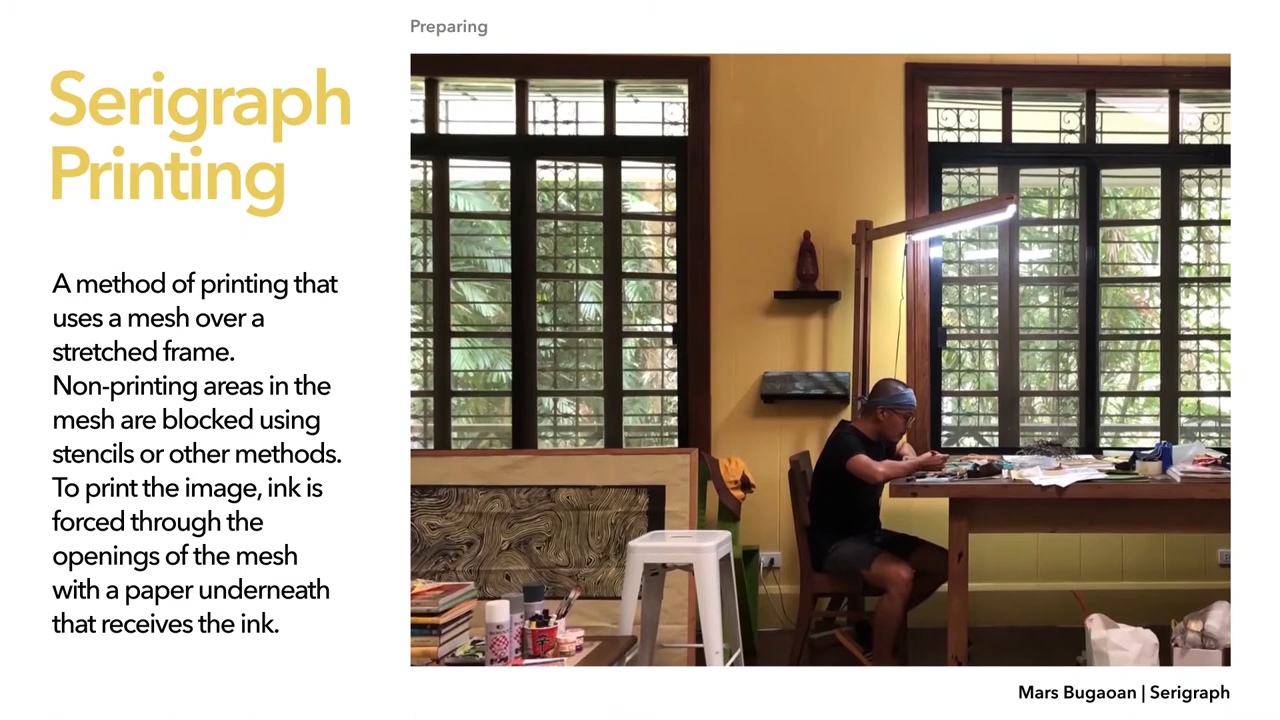 Preparing
Serigraph
Printing
A method of printing that
uses a mesh over a
stretched frame.
Non-printing areas in the
mesh are blocked using
stencils or other methods.
To print the image, ink is
forced through the
openings of the mesh
with a paper underneath
that receives the ink.
Mars Bugaoan | Serigraph